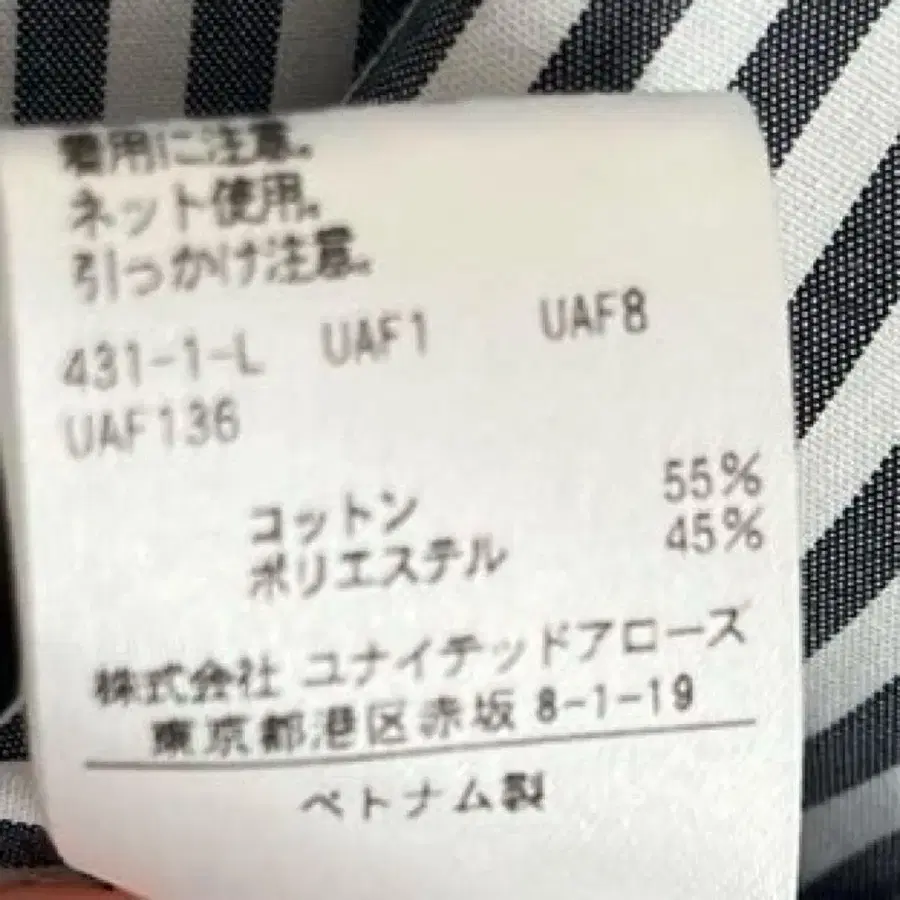 着用に注意。
ネット使用。
引っかけ注意。
431-1-L UAF1 UAF8
UAF136
コットン 55%
ポリエステル 45%
株式会社 ユナイテッドアローズ
東京都港区赤坂 8-1-19
ベトナム製